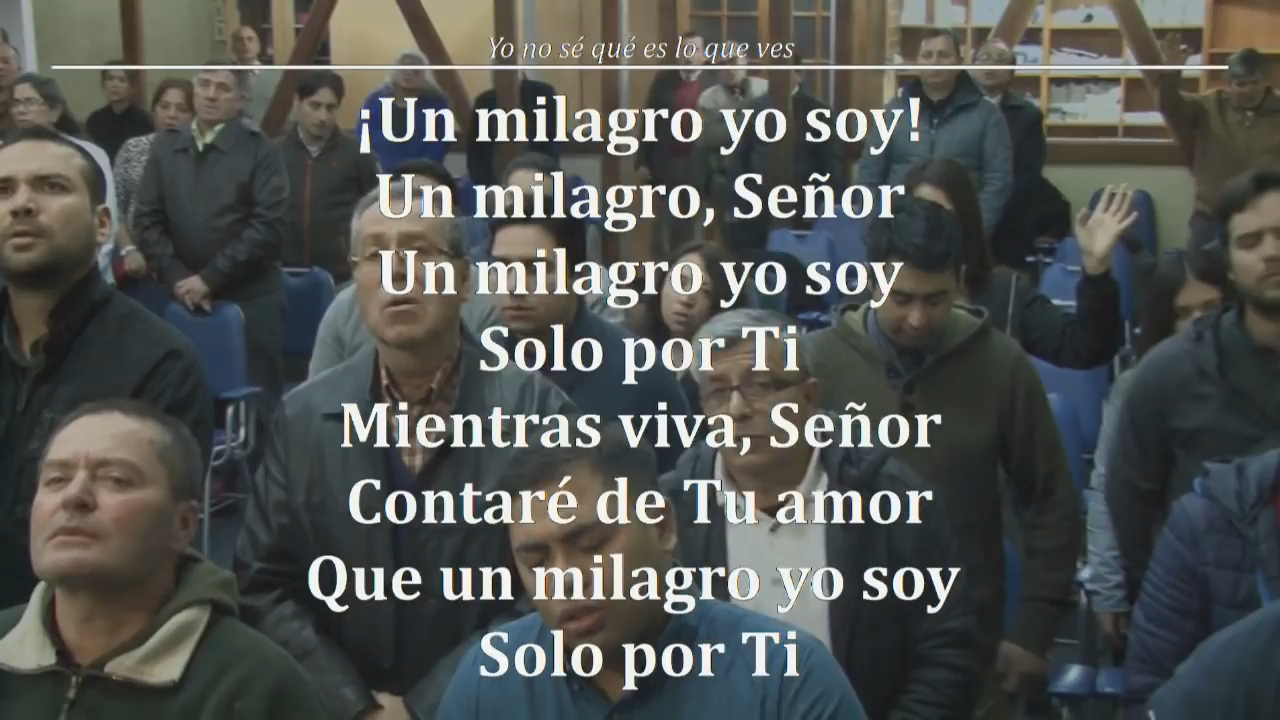 Yo no sé qué es lo que ves
¡Un milagro yo soy!
Un milagro, Señor
Un milagro yo soy
Solo por Ti
Mientras viva, Señor
Contaré de Tu amor
Que un milagro yo soy
Solo por Ti